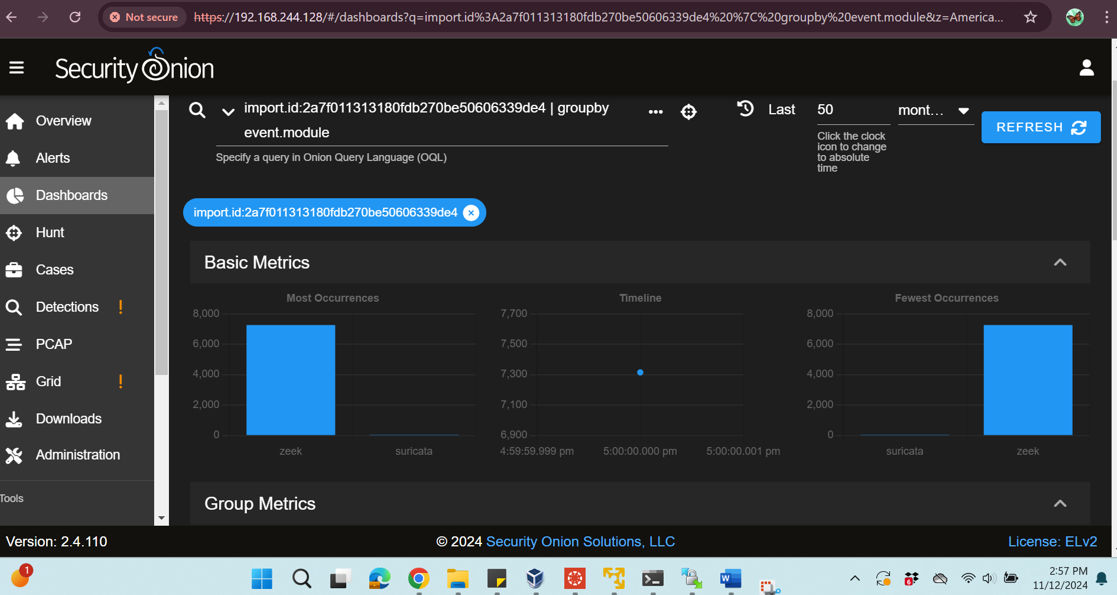 Not secure
https://192.168.244.128/#/dashboards?q=import.id%3A2a7f011313180fdb270be50606339de4%20%7C%20groupby%20event.module&z=America...
Security Onion
import.id:2a7f011313180fdb270be50606339de4 | groupby
event.module
...
Last
50
mont...
REFRESH
Specify a query in Onion Query Language (OQL)
Click the clock
icon to change
to absolute
time
Overview
Alerts
Dashboards
Hunt
Cases
Detections !
PCAP
Grid !
Downloads
Administration
Tools
import.id:2a7f011313180fdb270be50606339de4
Basic Metrics
Most Occurrences
8,000
6,000
4,000
2,000
0
zeek
suricata
Timeline
7,700
7,500
7,300
7,100
6,900
4:59:59.999 pm
5:00:00.000 pm
5:00:00.001 pm
Fewest Occurrences
8,000
6,000
4,000
2,000
0
suricata
zeek
Group Metrics
Version: 2.4.110
© 2024 Security Onion Solutions, LLC
License: ELv2
1
W
6
2:57 PM
11/12/2024